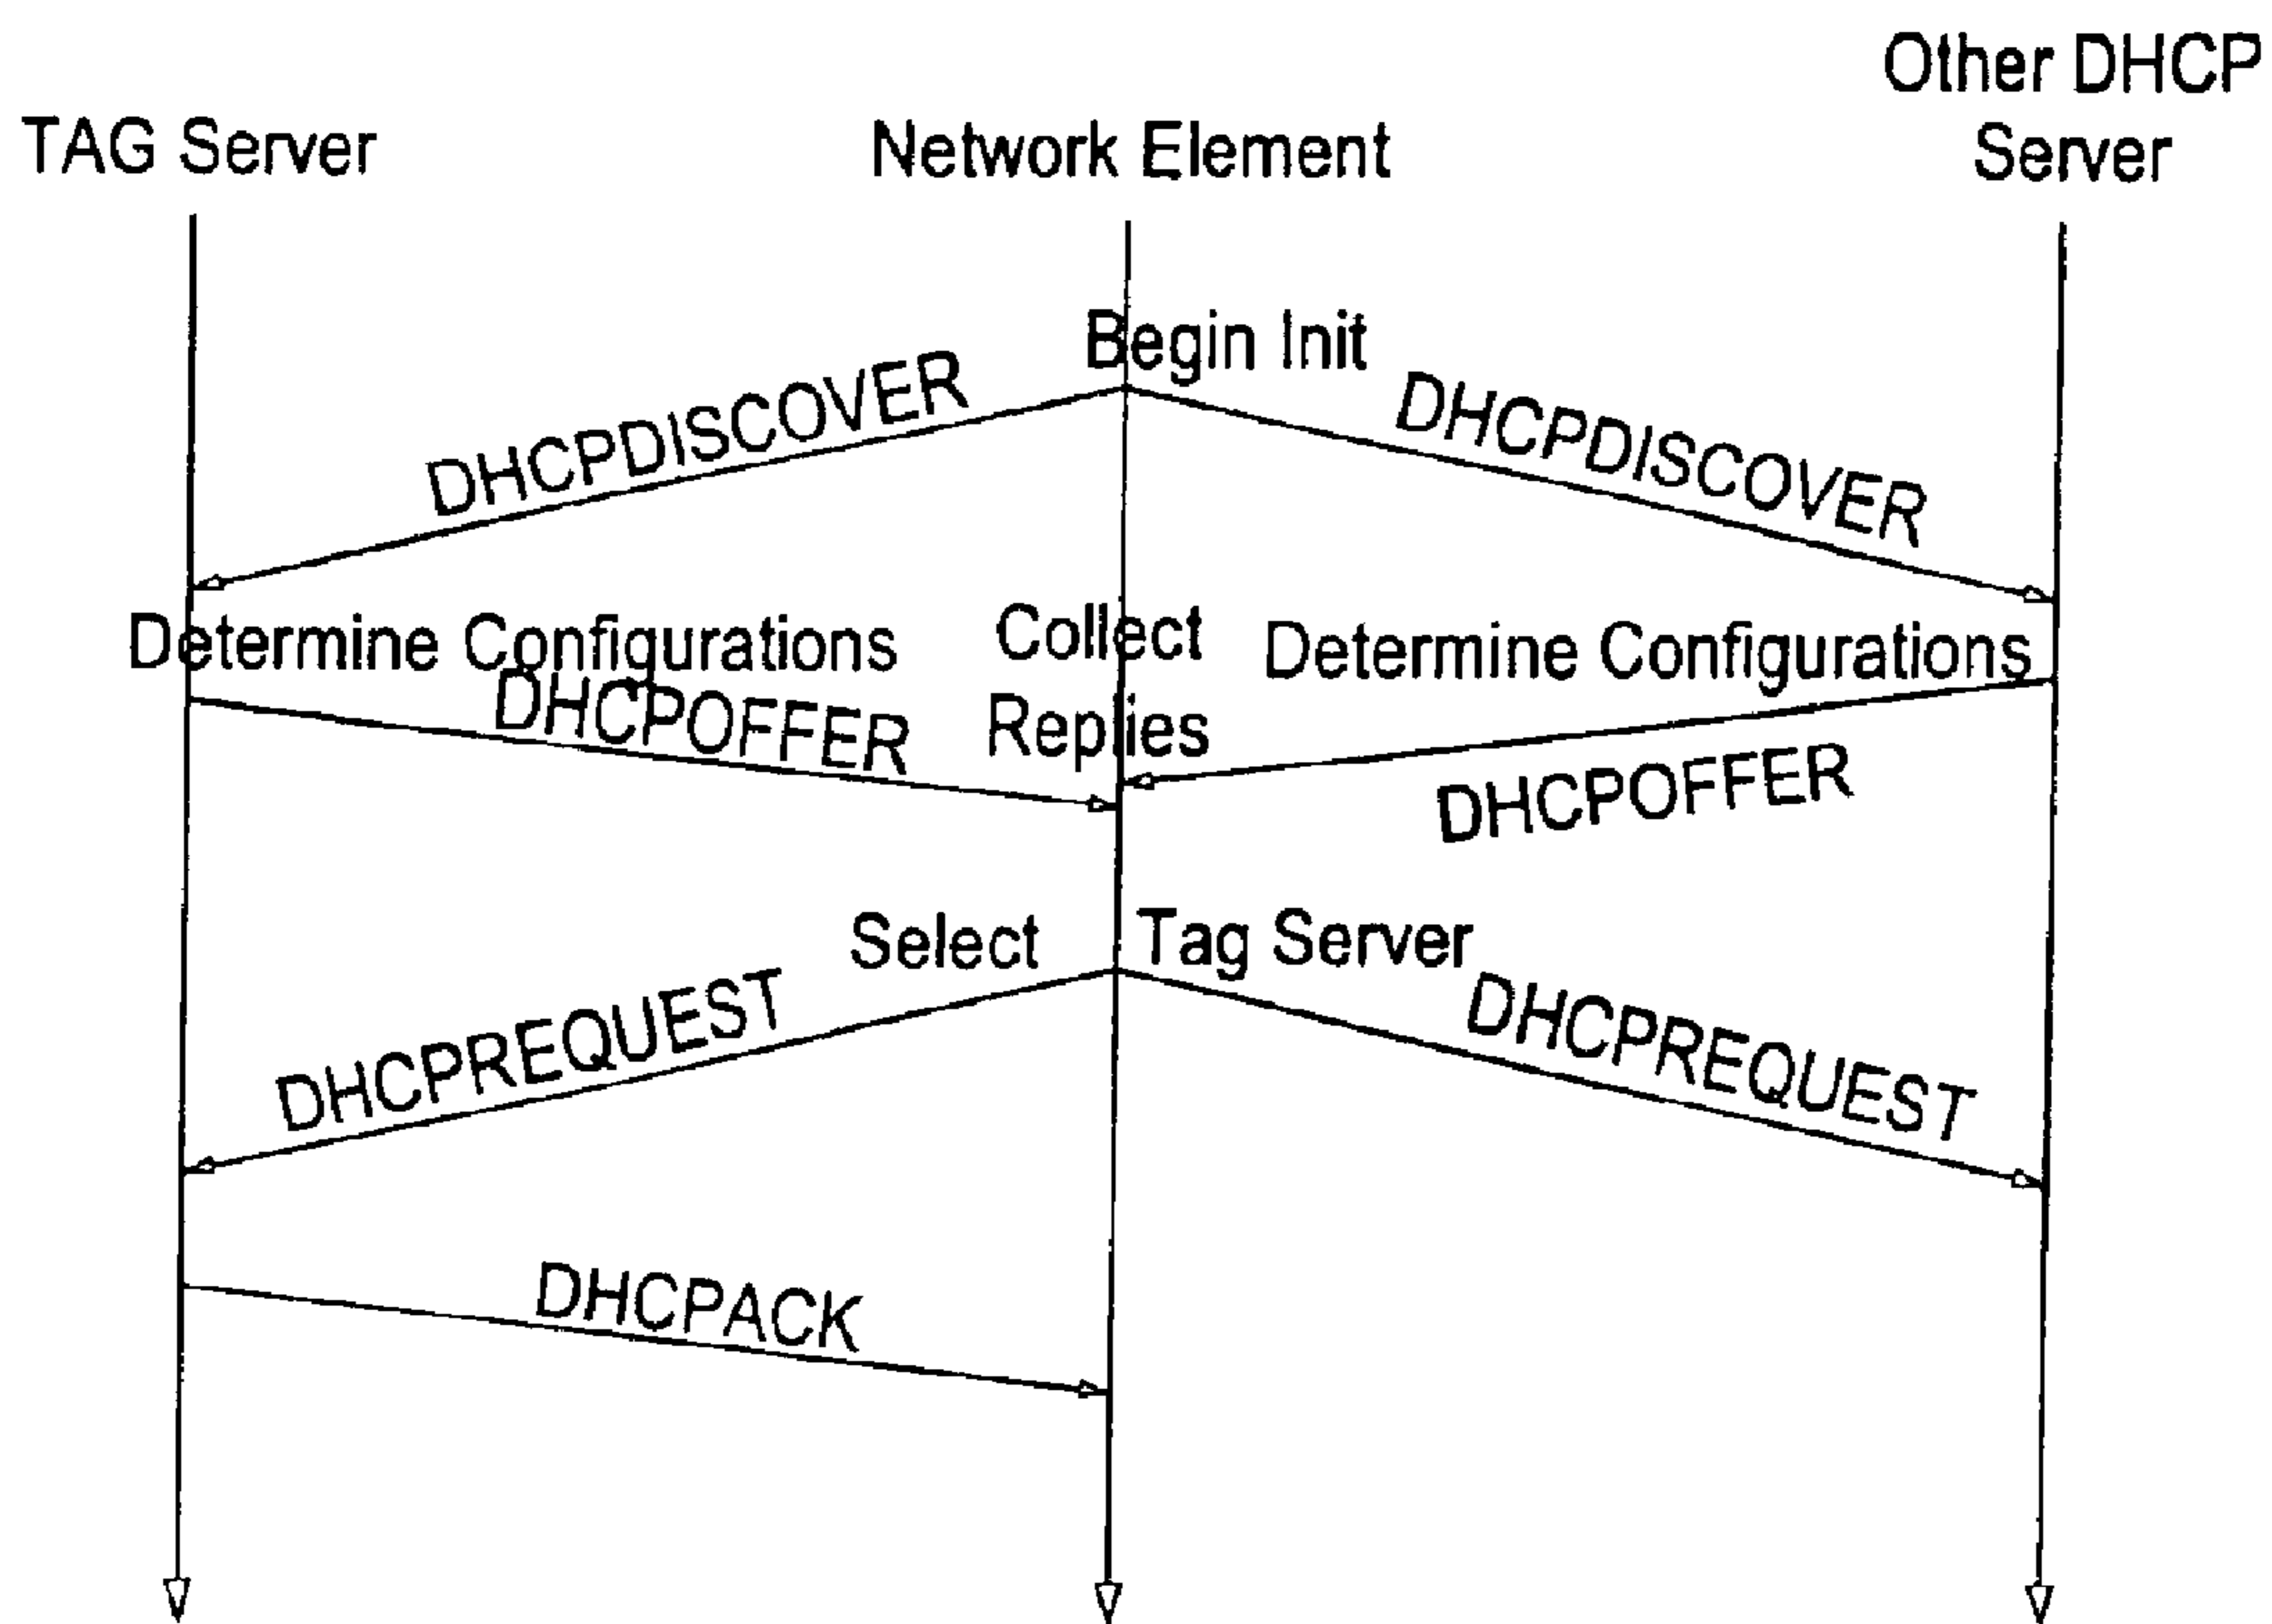 Other DHCP
Server
TAG Server
Network Element
Begin Init
DHCPDISCOVER
DHCPDISCOVER
Determine Configurations
Collect
Replies
Determine Configurations
DHCPOFFER
DHCPOFFER
Select Tag Server
DHCPREQUEST
DHCPREQUEST
DHCPACK